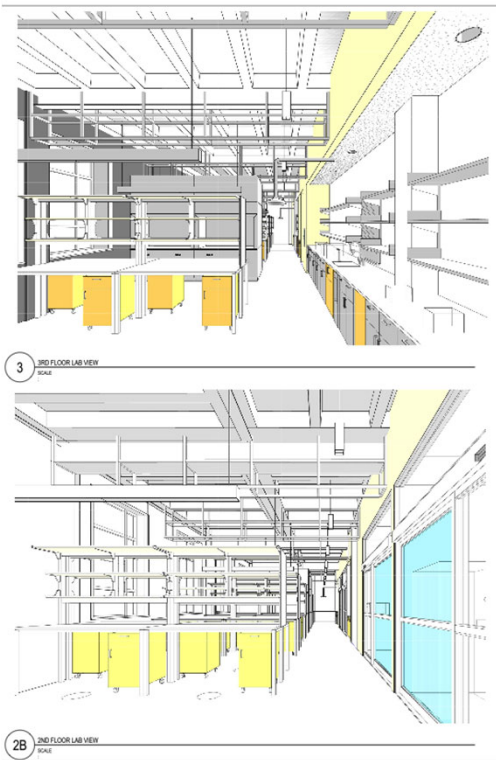 3
3RD FLOOR LAB VIEW
SCALE
2B
2ND FLOOR LAB VIEW
SCALE